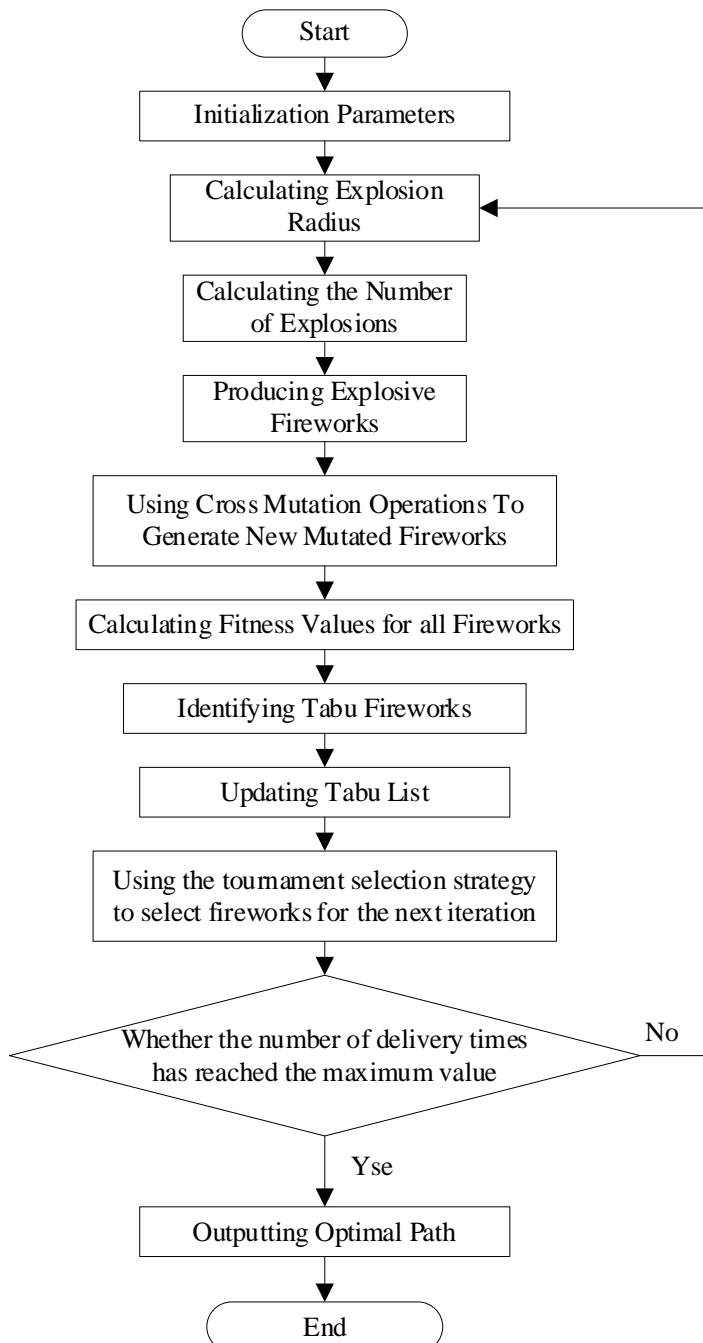 Start
Initialization Parameters
Calculating Explosion
Radius
Calculating the Number
of Explosions
Producing Explosive
Fireworks
Using Cross Mutation Operations To
Generate New Mutated Fireworks
Calculating Fitness Values for all Fireworks
Identifying Tabu Fireworks
Updating Tabu List
Using the tournament selection strategy
to select fireworks for the next iteration
Whether the number of delivery times
has reached the maximum value
No
Yse
Outputting Optimal Path
End